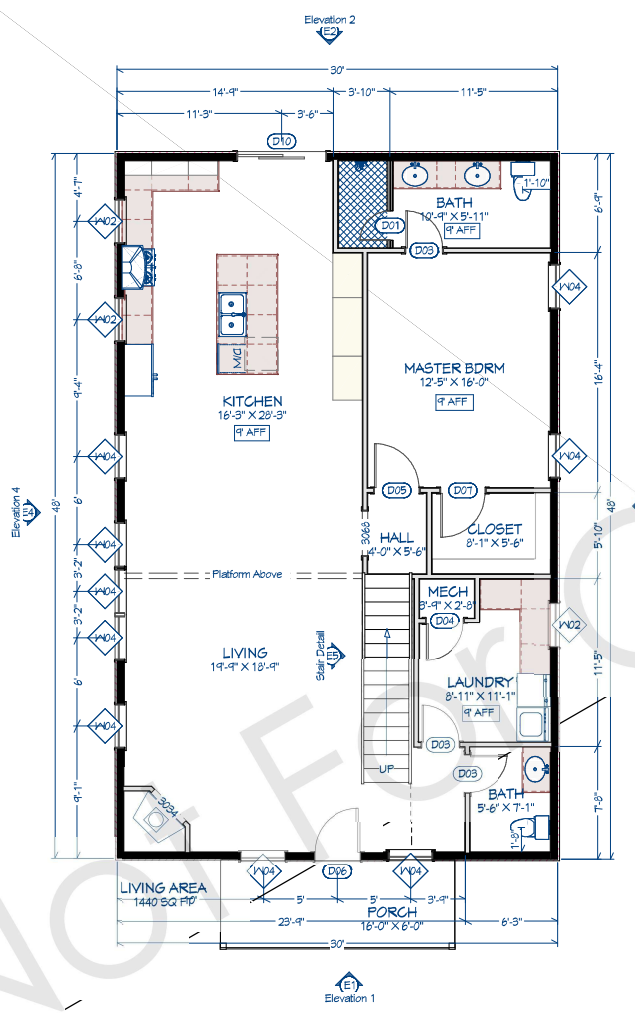 Elevation 2
E2
30'
14'-9"
3'-10"
11'-5"
11'-3"
3'-6"
D10
4'-7"
W02
6'-8"
W02
9'-4"
W04
6'
W04
3'-2"
W04
3'-2"
W04
6'
W04
9'-1"
48'
Elevation 4
E4
1'-10"
BATH
10'-9" X 5'-11"
9' AFF
D01
D03
6'-9"
W04
MASTER BDRM
12'-5" X 16'-0"
9' AFF
16'-4"
W04
KITCHEN
16'-3" X 28'-3"
9' AFF
D05
D07
3068
HALL
4'-0" X 5'-6"
CLOSET
8'-1" X 5'-6"
5'-10"
48'
Platform Above
MECH
3'-9" X 2'-8"
D04
W02
LIVING
19'-9" X 18'-9"
Stair Detail
E5
LAUNDRY
8'-11" X 11'-1"
9' AFF
11'-5"
D03
UP
D03
BATH
5'-6" X 7'-1"
1'-8"
7'-8"
3034
W04
D06
W04
LIVING AREA
1440 SQ FT
5'
5'
3'-9"
PORCH
16'-0" X 6'-0"
23'-9"
6'-3"
30'
E1
Elevation 1
Not For